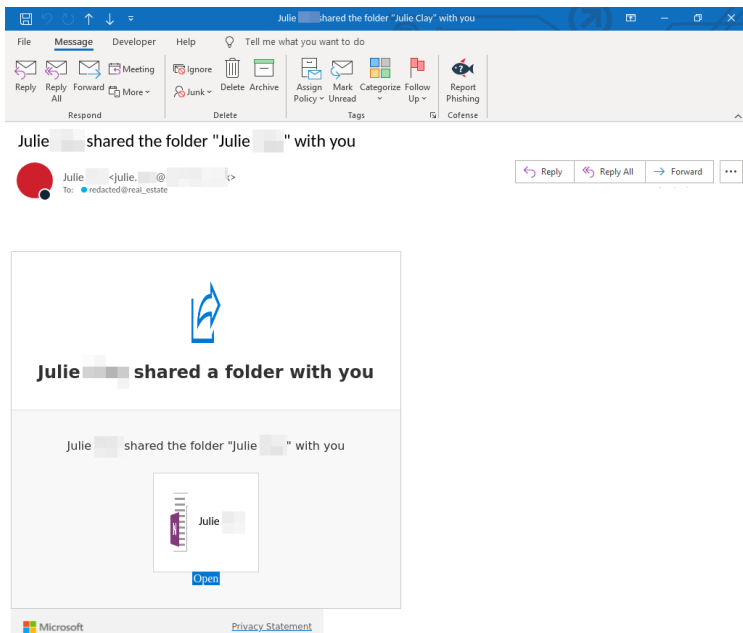 Julie shared the folder "Julie Clay" with you
File Message Developer Help Tell me what you want to do
Reply Reply All Forward Meeting More
Ignore Junk Delete Archive
Assign Policy Mark Unread Categorize Follow Up
Report Phishing
Respond Delete Tags Cofense
Julie shared the folder "Julie " with you
Julie <julie. @ >
To: redacted@real_estate
Reply Reply All Forward
Julie shared a folder with you
Julie shared the folder "Julie " with you
N
Julie
Open
Microsoft Privacy Statement